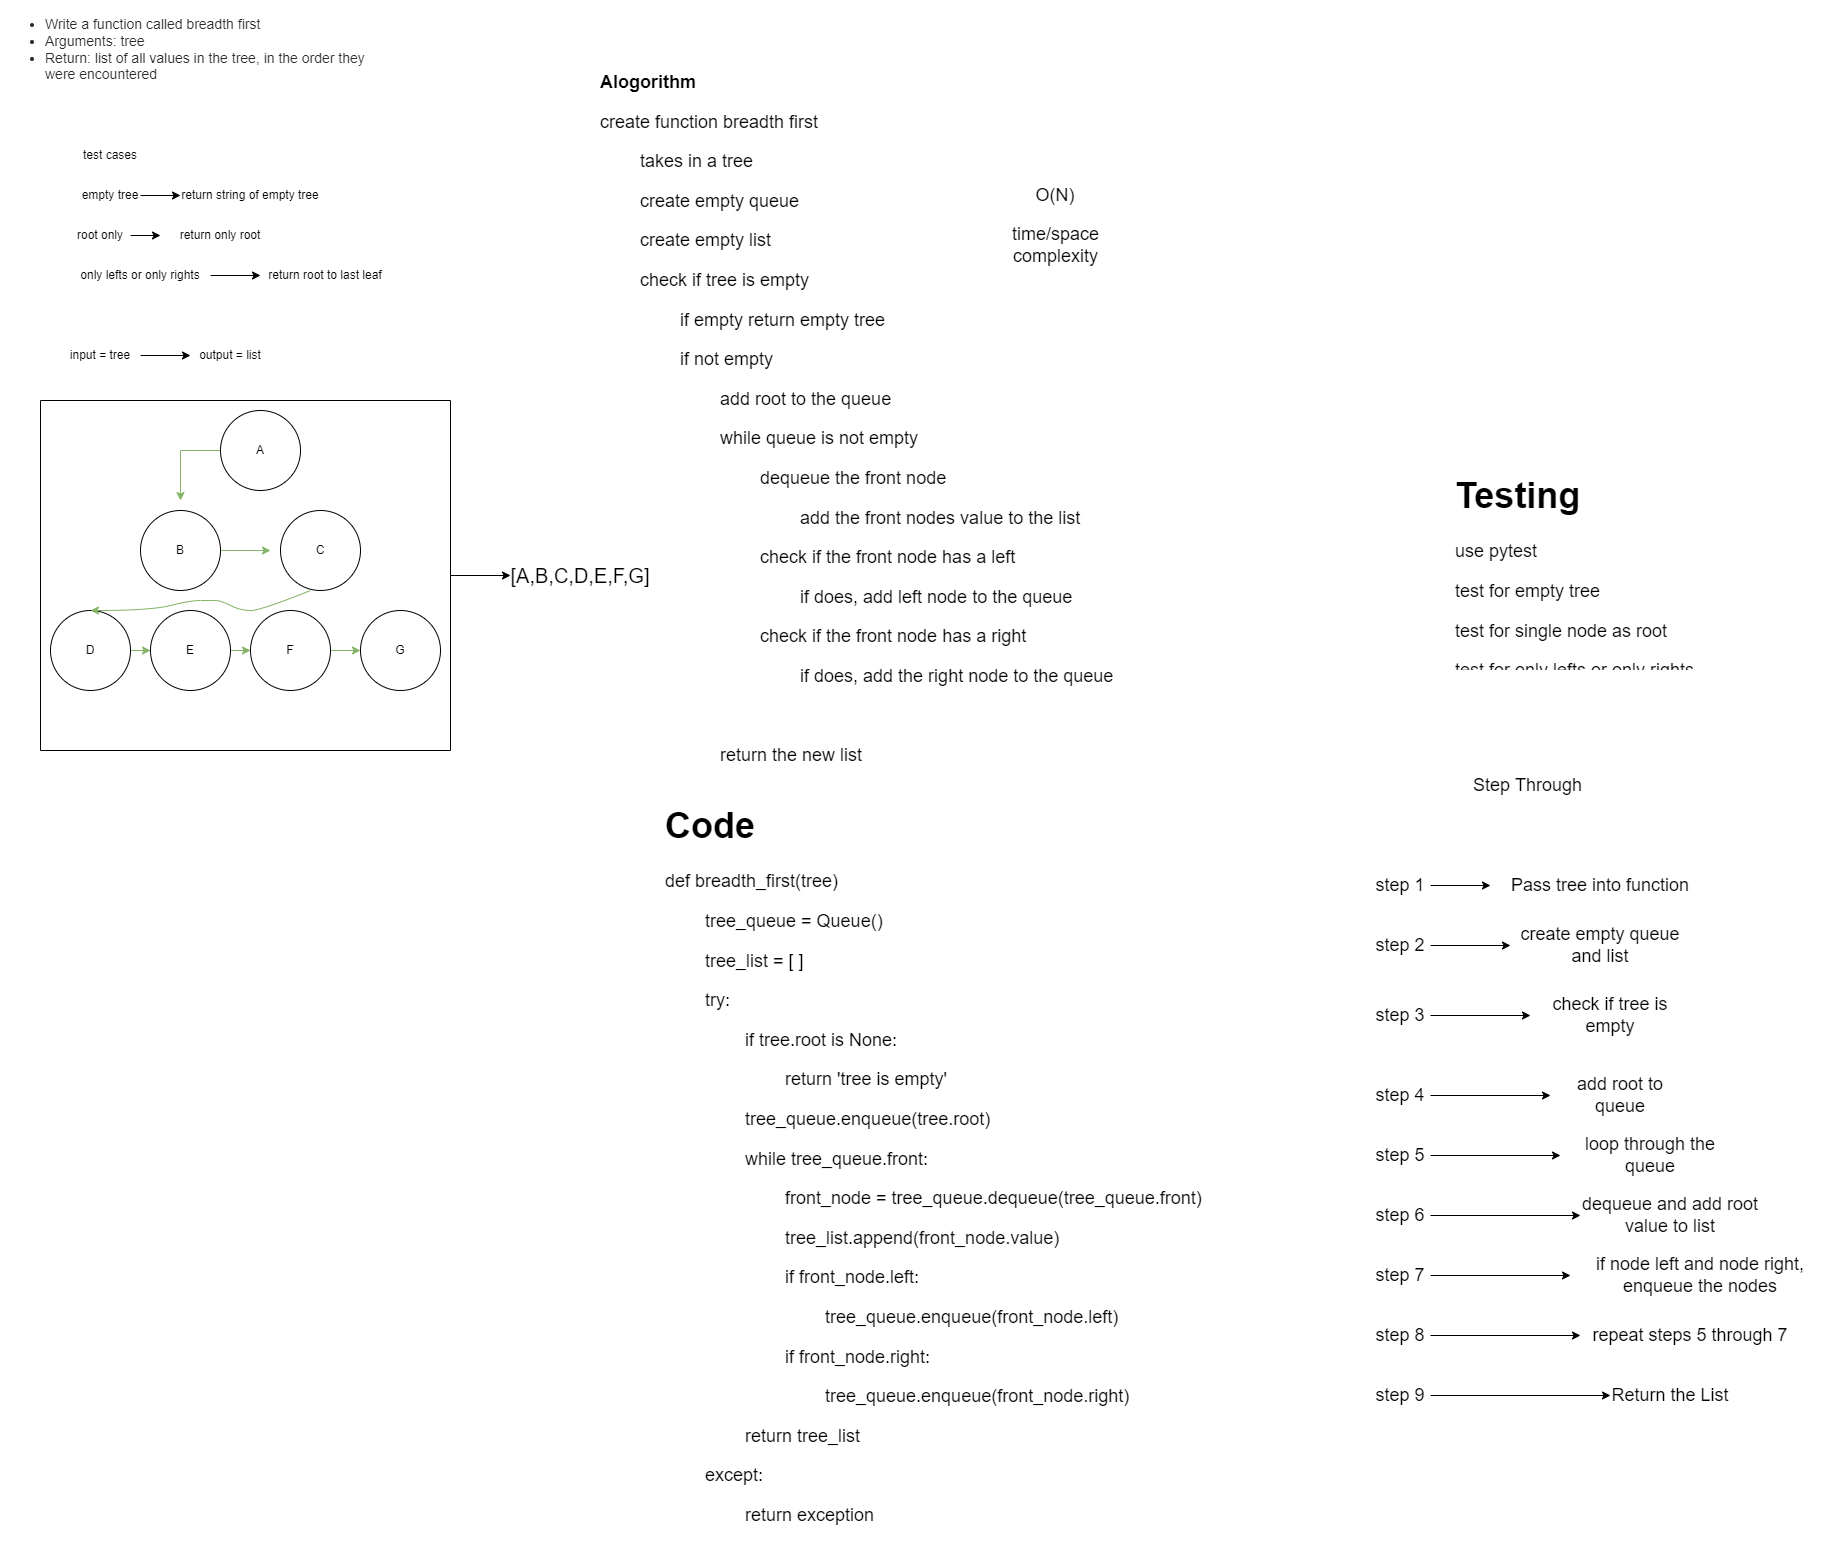 Write a function called breadth first
Arguments: tree
Return: list of all values in the tree, in the order they
were encountered
test cases
empty tree return string of empty tree
root only return only root
only lefts or only rights return root to last leaf
input = tree output = list
A
B C
D E F G
[A,B,C,D,E,F,G]
Alogorithm
create function breadth first
takes in a tree
create empty queue
create empty list
check if tree is empty
if empty return empty tree
if not empty
add root to the queue
while queue is not empty
dequeue the front node
add the front nodes value to the list
check if the front node has a left
if does, add left node to the queue
check if the front node has a right
if does, add the right node to the queue
return the new list
O(N)
time/space
complexity
Code
def breadth_first(tree)
tree_queue = Queue()
tree_list = [ ]
try:
if tree.root is None:
return 'tree is empty'
tree_queue.enqueue(tree.root)
while tree_queue.front:
front_node = tree_queue.dequeue(tree_queue.front)
tree_list.append(front_node.value)
if front_node.left:
tree_queue.enqueue(front_node.left)
if front_node.right:
tree_queue.enqueue(front_node.right)
return tree_list
except:
return exception
Testing
use pytest
test for empty tree
test for single node as root
test for only lefts or only rights
Step Through
step 1 Pass tree into function
step 2 create empty queue
and list
step 3 check if tree is
empty
step 4 add root to
queue
step 5 loop through the
queue
step 6 dequeue and add root
value to list
step 7 if node left and node right,
enqueue the nodes
step 8 repeat steps 5 through 7
step 9 Return the List